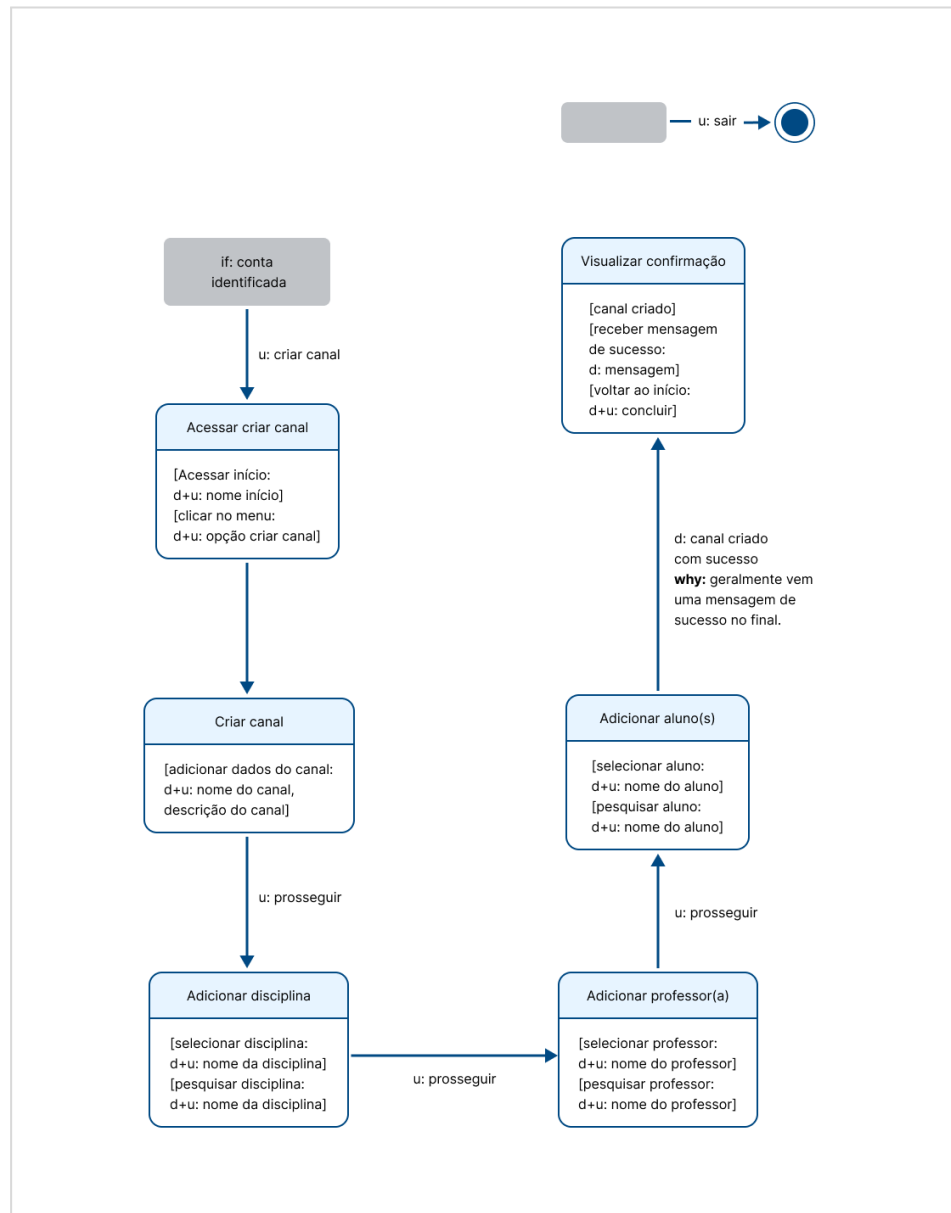 u: sair
if: conta
identificada
u: criar canal
Acessar criar canal
[Acessar início:
d+u: nome início]
[clicar no menu:
d+u: opção criar canal]
Criar canal
[adicionar dados do canal:
d+u: nome do canal,
descrição do canal]
u: prosseguir
Adicionar disciplina
[selecionar disciplina:
d+u: nome da disciplina]
[pesquisar disciplina:
d+u: nome da disciplina]
u: prosseguir
Adicionar professor(a)
[selecionar professor:
d+u: nome do professor]
[pesquisar professor:
d+u: nome do professor]
u: prosseguir
Adicionar aluno(s)
[selecionar aluno:
d+u: nome do aluno]
[pesquisar aluno:
d+u: nome do aluno]
d: canal criado
com sucesso
why: geralmente vem
uma mensagem de
sucesso no final.
Visualizar confirmação
[canal criado]
[receber mensagem
de sucesso:
d: mensagem]
[voltar ao início:
d+u: concluir]